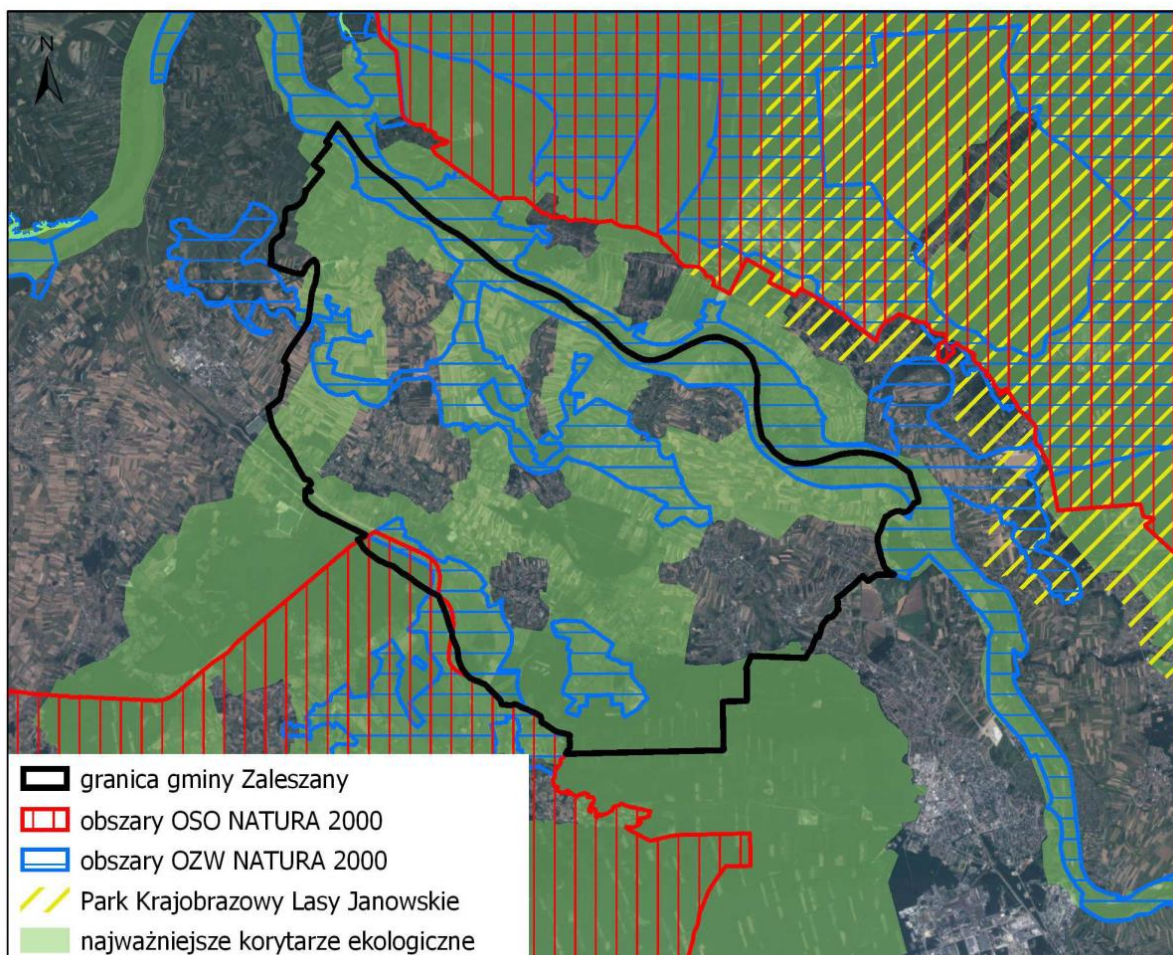 N
granica gminy Zaleszany
obszary OSO NATURA 2000
obszary OZW NATURA 2000
Park Krajobrazowy Lasy Janowskie
najważniejsze korytarze ekologiczne